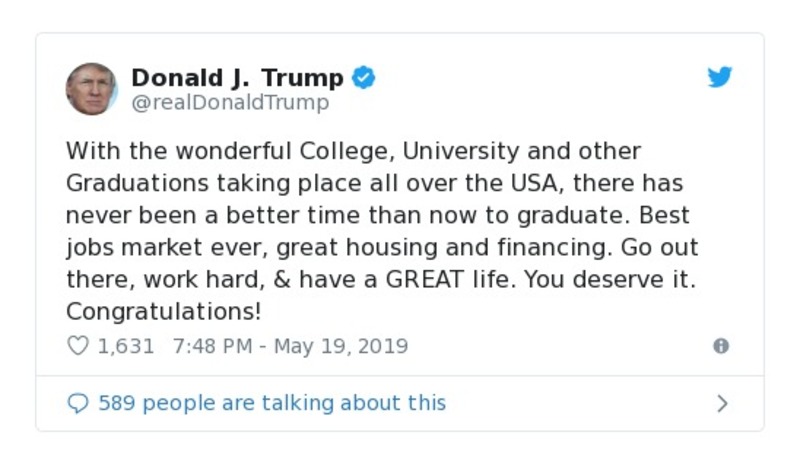 Donald J. Trump
@realDonaldTrump
With the wonderful College, University and other
Graduations taking place all over the USA, there has
never been a better time than now to graduate. Best
jobs market ever, great housing and financing. Go out
there, work hard, & have a GREAT life. You deserve it.
Congratulations!
1,631 7:48 PM - May 19, 2019
589 people are talking about this